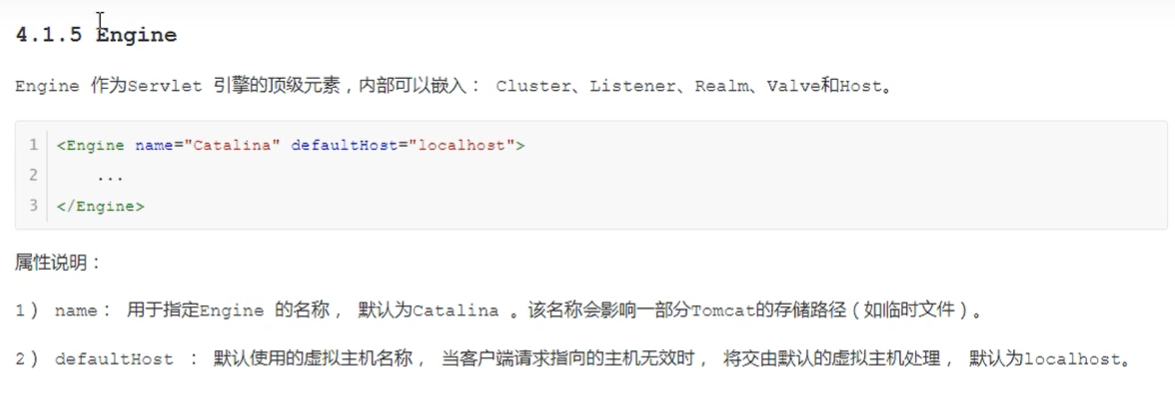 4.1.5 Engine
Engine 作为Servlet 引擎的顶级元素，内部可以嵌入： Cluster、Listener、Realm、Valve和Host。
1 <Engine name="Catalina" defaultHost="localhost">
2     ...
3 </Engine>
属性说明：
1） name： 用于指定Engine 的名称， 默认为Catalina 。该名称会影响一部分Tomcat的存储路径（如临时文件）。
2） defaultHost ： 默认使用的虚拟主机名称， 当客户端请求指向的主机无效时， 将交由默认的虚拟主机处理， 默认为localhost。